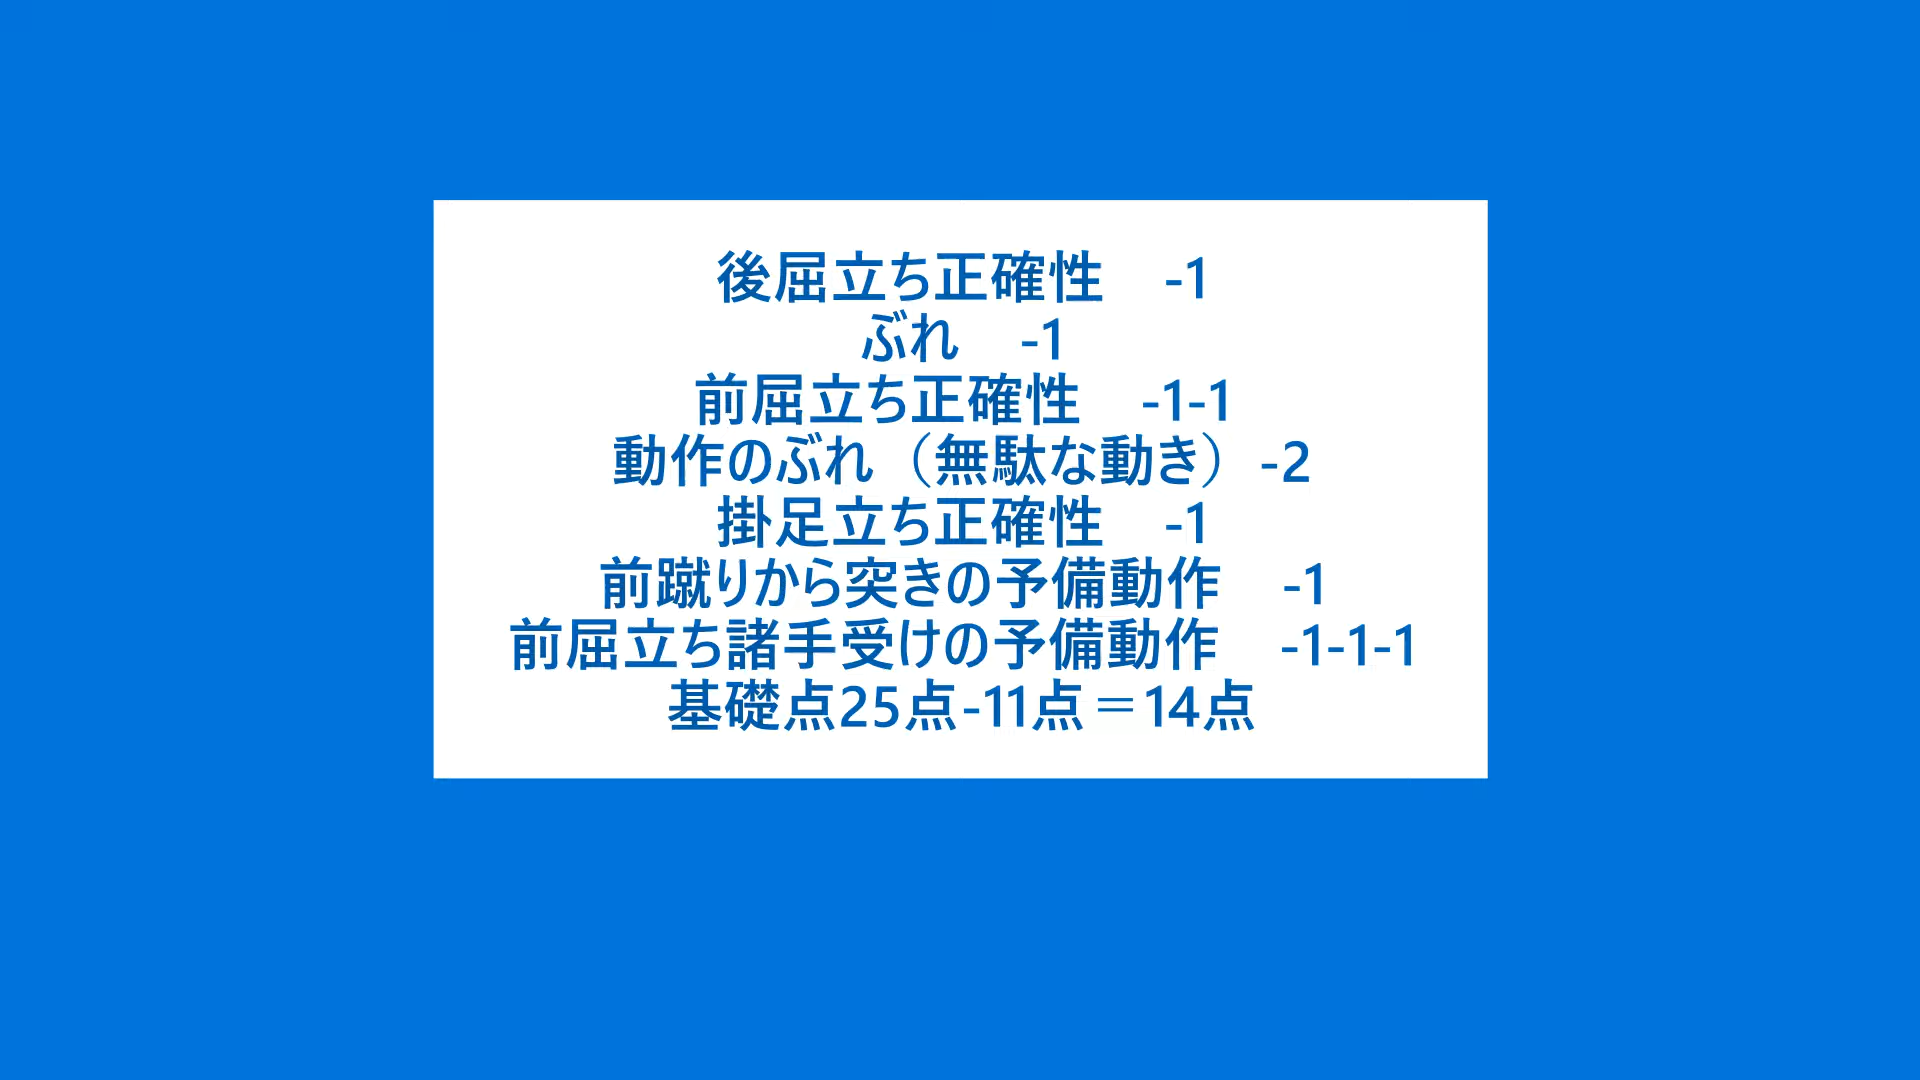 後屈立ち正確性　-1
ぶれ　-1
前屈立ち正確性　-1-1
動作のぶれ（無駄な動き）-2
掛足立ち正確性　-1
前蹴りから突きの予備動作　-1
前屈立ち諸手受けの予備動作　-1-1-1
基礎点25点-11点＝14点